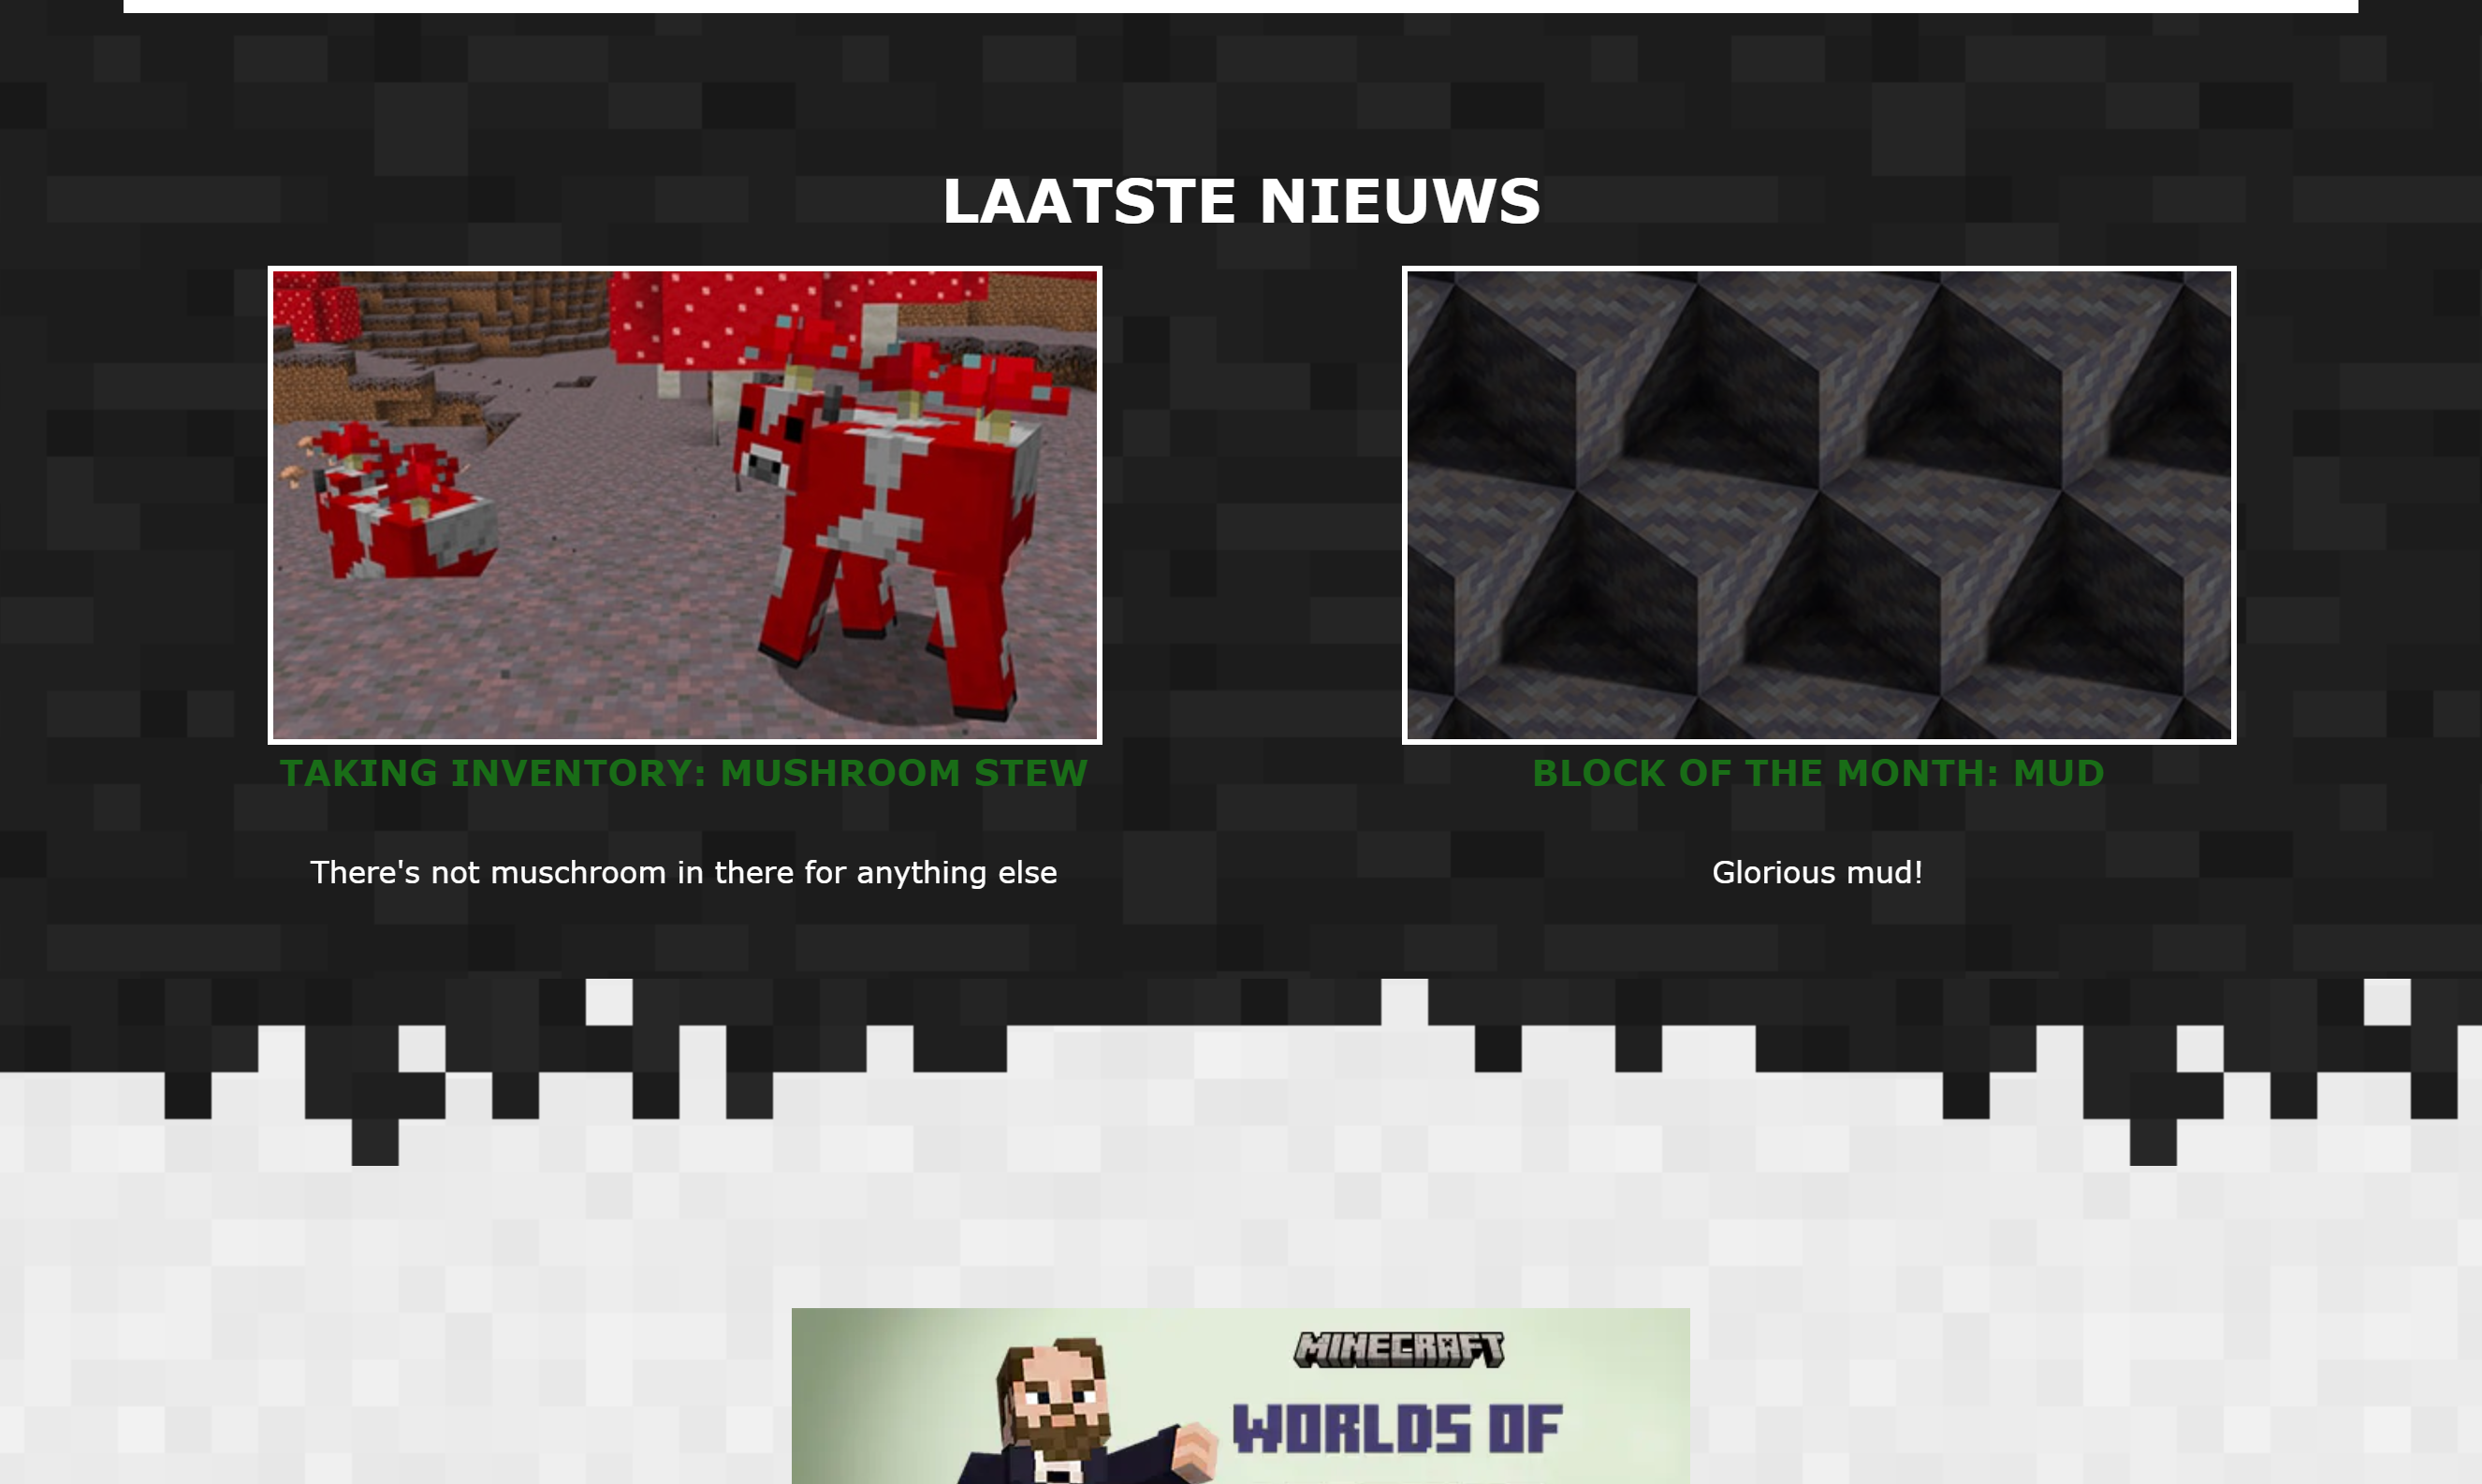 LAATSTE NIEUWS
TAKING INVENTORY: MUSHROOM STEW
There's not muschroom in there for anything else
BLOCK OF THE MONTH: MUD
Glorious mud!
MINECRAFT
WORLDS OF